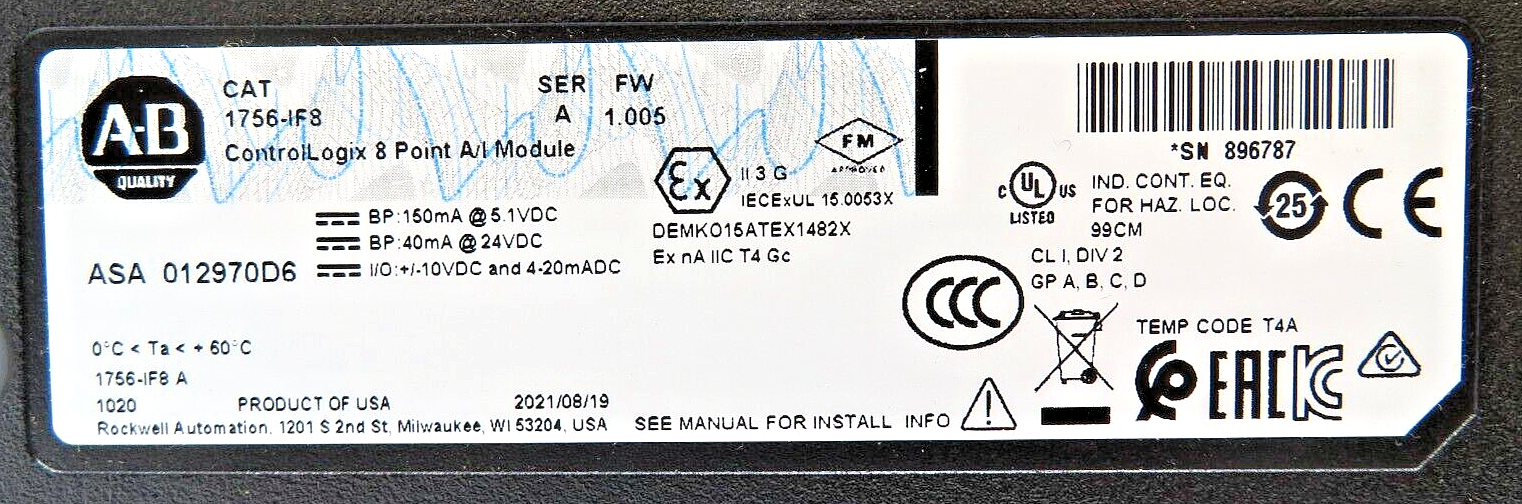 A-B
QUALITY
CAT
1756-IF8
SER
A
FW
1.005
ControlLogix 8 Point A/I Module
BP:150mA @ 5.1VDC
BP:40mA @ 24VDC
I/O:+/-10VDC and 4-20mADC
ASA 012970D6
Ex
II 3 G
IECExUL 15.0053X
DEMKO15ATEX1482X
Ex nA IIC T4 Gc
FM
APPROVED
*SN 896787
C UL US
LISTED
IND. CONT. EQ.
FOR HAZ. LOC.
99CM
CL I, DIV 2
GP A, B, C, D
25
CE
CCC
TEMP CODE T4A
EAC
KC
0°C < Ta < + 60°C
1756-IF8 A
1020 PRODUCT OF USA 2021/08/19
Rockwell Automation, 1201 S 2nd St, Milwaukee, WI 53204, USA
SEE MANUAL FOR INSTALL INFO